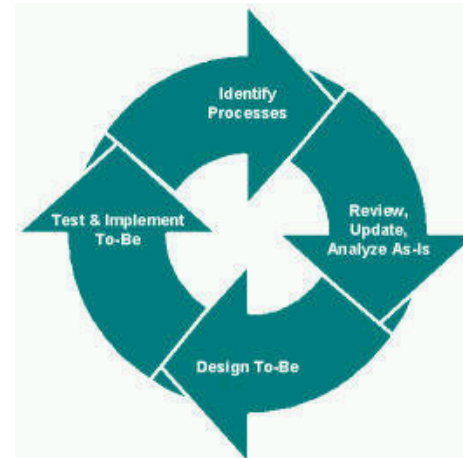 Identify
Processes
Review,
Update,
Analyze As-Is
Design To-Be
Test & Implement
To-Be